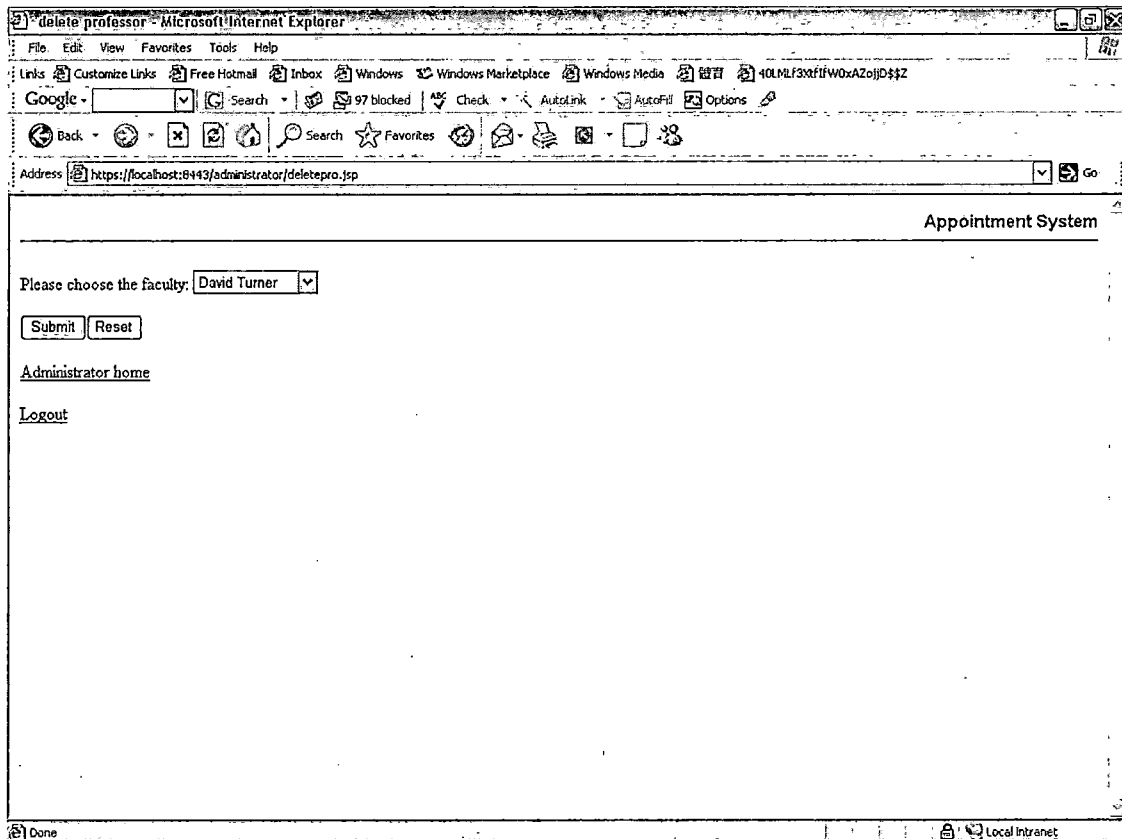 delete professor - Microsoft Internet Explorer
File Edit View Favorites Tools Help
Links Customize Links Free Hotmail Inbox Windows Windows Marketplace Windows Media
Google Search 97 blocked Check AutoLink AutoFill Options
Back Search Favorites
Address https://localhost:8443/administrator/deletepro.jsp Go
Appointment System
Please choose the faculty: David Turner
Submit Reset
Administrator home
Logout
Done Local intranet